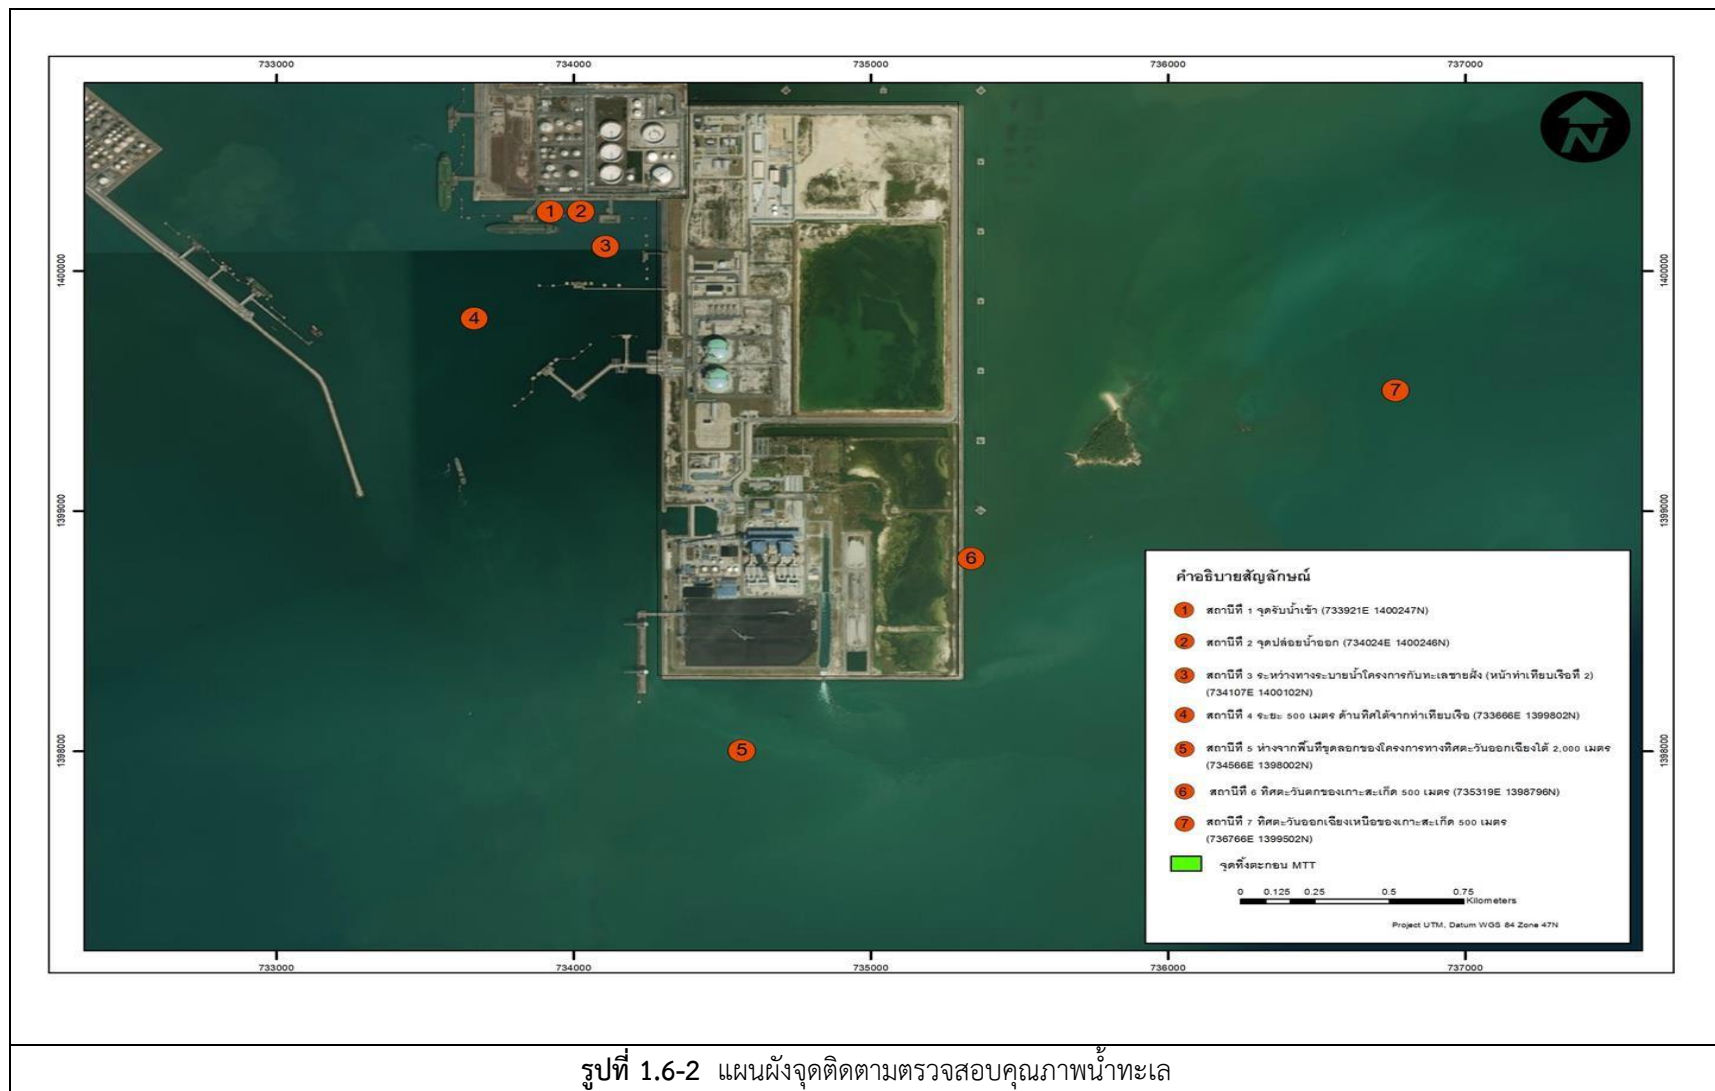 733000 734000 735000 736000 737000
N
1400000 1400000
1399000 1399000
1398000 1398000
1 2
3
4
7
6
5
คำอธิบายสัญลักษณ์
1 สถานีที่ 1 จุดรับน้ำเข้า (733921E 1400247N)
2 สถานีที่ 2 จุดปล่อยน้ำออก (734024E 1400246N)
3 สถานีที่ 3 ระหว่างทางระบายน้ำโครงการกับทะเลชายฝั่ง (หน้าท่าเทียบเรือที่ 2)
(734107E 1400102N)
4 สถานีที่ 4 ระยะ 500 เมตร ด้านทิศใต้จากท่าเทียบเรือ (733666E 1399802N)
5 สถานีที่ 5 ห่างจากพื้นที่ขุดลอกของโครงการทางทิศตะวันออกเฉียงใต้ 2,000 เมตร
(734566E 1398002N)
6 สถานีที่ 6 ทิศตะวันตกของเกาะสะเก็ด 500 เมตร (735319E 1398796N)
7 สถานีที่ 7 ทิศตะวันออกเฉียงเหนือของเกาะสะเก็ด 500 เมตร
(736766E 1399502N)
จุดทิ้งตะกอน MTT
0 0.125 0.25 0.5 0.75
Kilometers
Project UTM, Datum WGS 84 Zone 47N
733000 734000 735000 736000 737000
รูปที่ 1.6-2 แผนผังจุดติดตามตรวจสอบคุณภาพน้ำทะเล